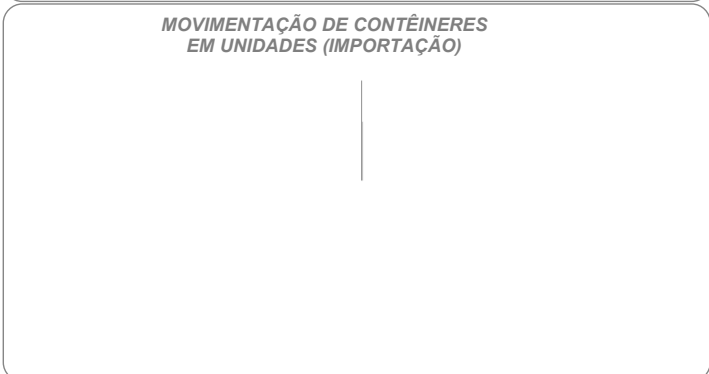 MOVIMENTAÇÃO DE CONTÊINERES
EM UNIDADES (IMPORTAÇÃO)